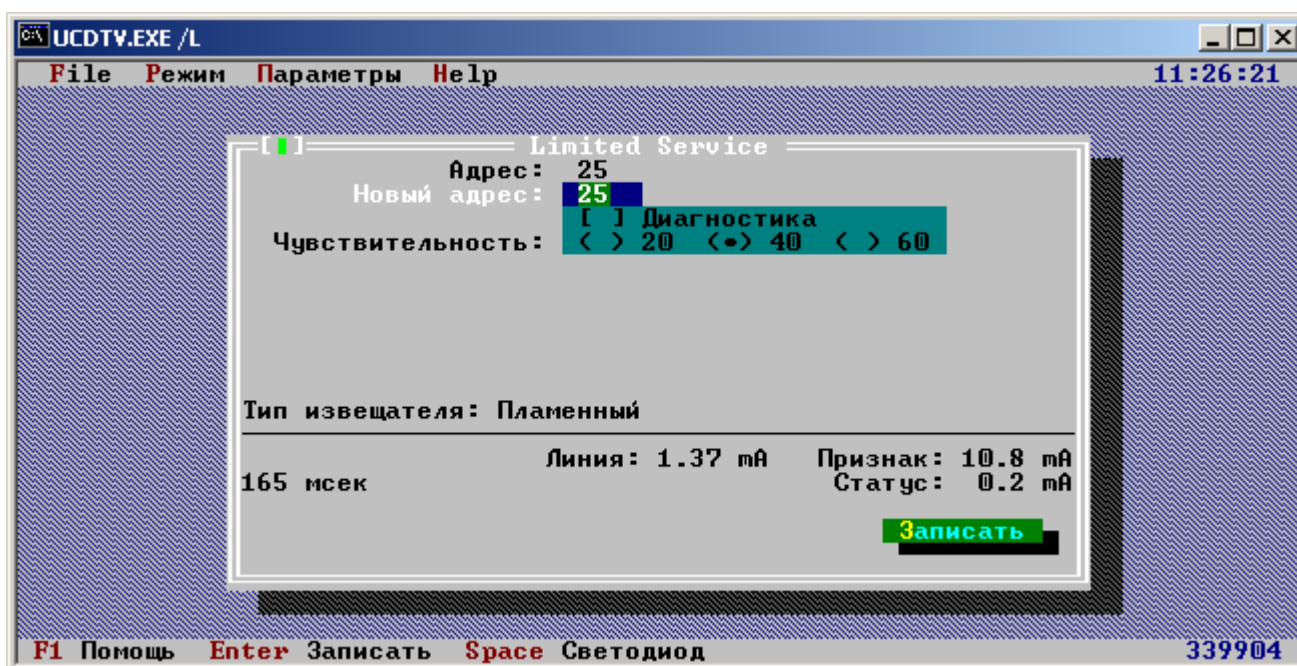 UCDTV.EXE /L
File Режим Параметры Help 11:26:21
[ ] Limited Service
Адрес: 25
Новый адрес: 25
[ ] Диагностика
Чувствительность: ( ) 20 (•) 40 ( ) 60
Тип извещателя: Пламенный
Линия: 1.37 mA Признак: 10.8 mA
165 мсек Статус: 0.2 mA
Записать
F1 Помощь Enter Записать Space Светодиод 339904